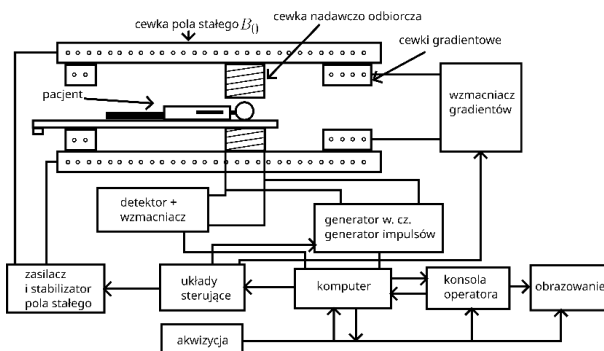 cewka pola stałego B₀
cewka nadawczo odbiorcza
cewki gradientowe
pacjent
wzmacniacz
gradientów
detektor +
wzmacniacz
generator w. cz.
generator impulsów
zasilacz
i stabilizator
pola stałego
układy
sterujące
komputer
konsola
operatora
obrazowanie
akwizycja